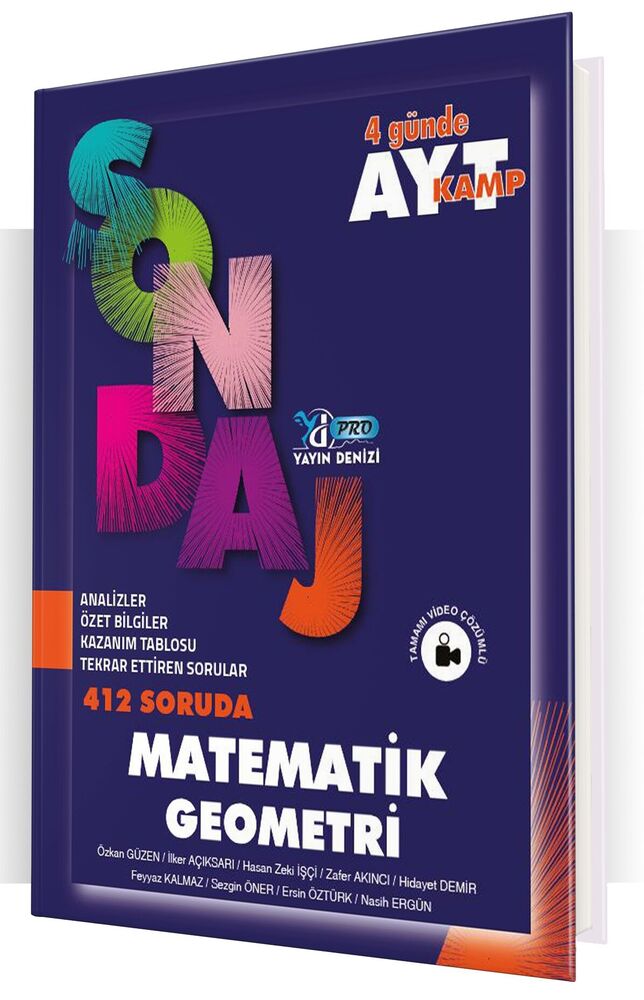 4 günde
AYT
KAMP
SONDAJ
yd PRO
YAYIN DENİZİ
ANALİZLER
ÖZET BİLGİLER
KAZANIM TABLOSU
TEKRAR ETTİREN SORULAR
TAMAMI VİDEO ÇÖZÜMLÜ
412 SORUDA
MATEMATİK
GEOMETRİ
Özkan GÜZEN / İlker AÇIKSARI / Hasan Zeki İŞÇİ / Zafer AKINCI / Hidayet DEMİR
Feyyaz KALMAZ / Sezgin ÖNER / Ersin ÖZTÜRK / Nasih ERGÜN